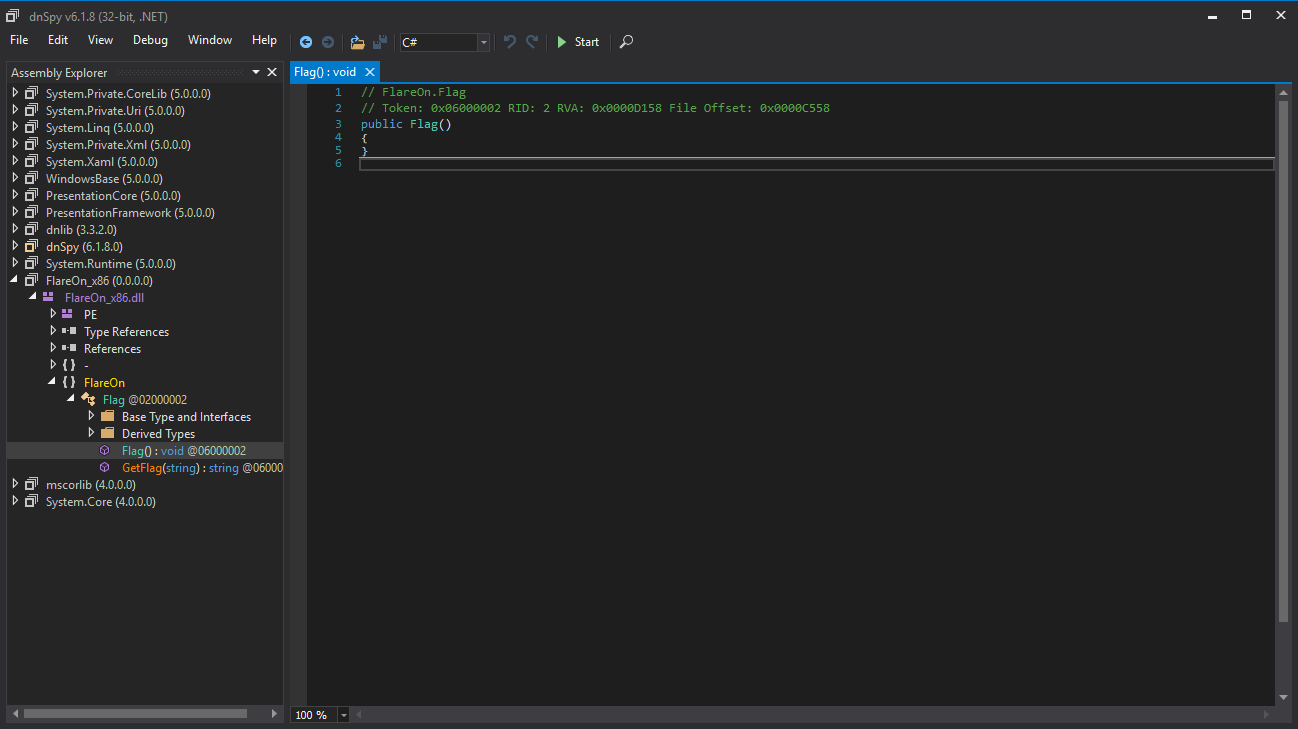 dnSpy v6.1.8 (32-bit, .NET)
File Edit View Debug Window Help C# Start
Assembly Explorer
System.Private.CoreLib (5.0.0.0)
System.Private.Uri (5.0.0.0)
System.Linq (5.0.0.0)
System.Private.Xml (5.0.0.0)
System.Xaml (5.0.0.0)
WindowsBase (5.0.0.0)
PresentationCore (5.0.0.0)
PresentationFramework (5.0.0.0)
dnlib (3.3.2.0)
dnSpy (6.1.8.0)
System.Runtime (5.0.0.0)
FlareOn_x86 (0.0.0.0)
FlareOn_x86.dll
PE
Type References
References
{ } -
{ } FlareOn
Flag @02000002
Base Type and Interfaces
Derived Types
Flag() : void @06000002
GetFlag(string) : string @06000
mscorlib (4.0.0.0)
System.Core (4.0.0.0)
Flag() : void
1 // FlareOn.Flag
2 // Token: 0x06000002 RID: 2 RVA: 0x0000D158 File Offset: 0x0000C558
3 public Flag()
4 {
5 }
6
100 %